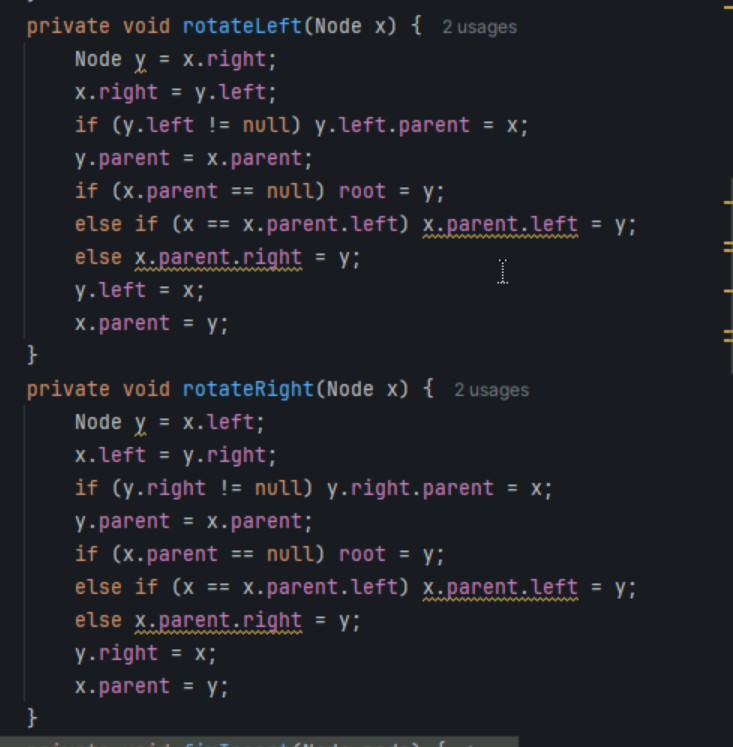 private void rotateLeft(Node x) { 2 usages
Node y = x.right;
x.right = y.left;
if (y.left != null) y.left.parent = x;
y.parent = x.parent;
if (x.parent == null) root = y;
else if (x == x.parent.left) x.parent.left = y;
else x.parent.right = y;
y.left = x;
x.parent = y;
}
private void rotateRight(Node x) { 2 usages
Node y = x.left;
x.left = y.right;
if (y.right != null) y.right.parent = x;
y.parent = x.parent;
if (x.parent == null) root = y;
else if (x == x.parent.left) x.parent.left = y;
else x.parent.right = y;
y.right = x;
x.parent = y;
}